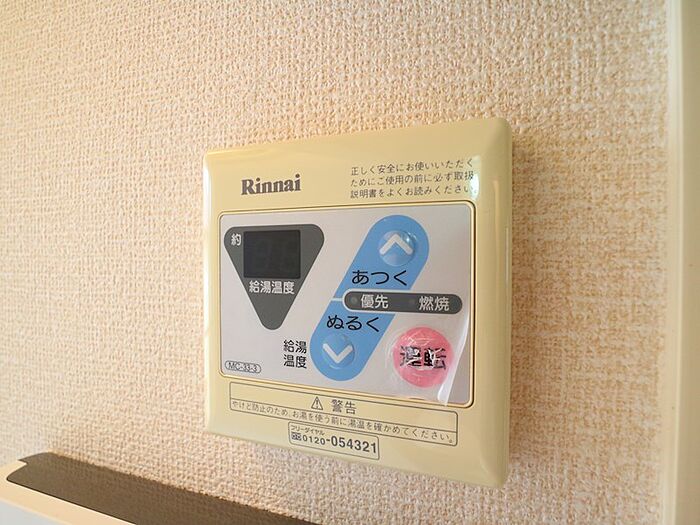 Rinnai
正しく安全にお使いいただく
ためにご使用の前に必ず取扱
説明書をよくお読みください。
約
給湯温度
あつく
優先 燃焼
ぬるく
給湯
温度
運転
MC-33-3
⚠ 警告
やけど防止のため、お湯を使う前に湯温を確かめてください。
フリーダイヤル
0120-054321